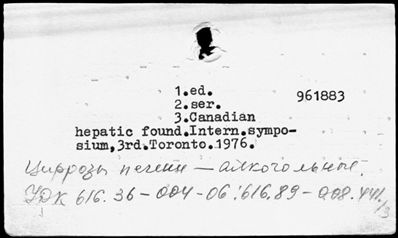 1.ed.
2.ser.
3.Canadian
961883
hepatic found.Intern.sympo-
sium,3rd.Toronto.1976.
Циррозы печени — алкогольные.
УДК 616.36-004-06:616.89-008.441.13